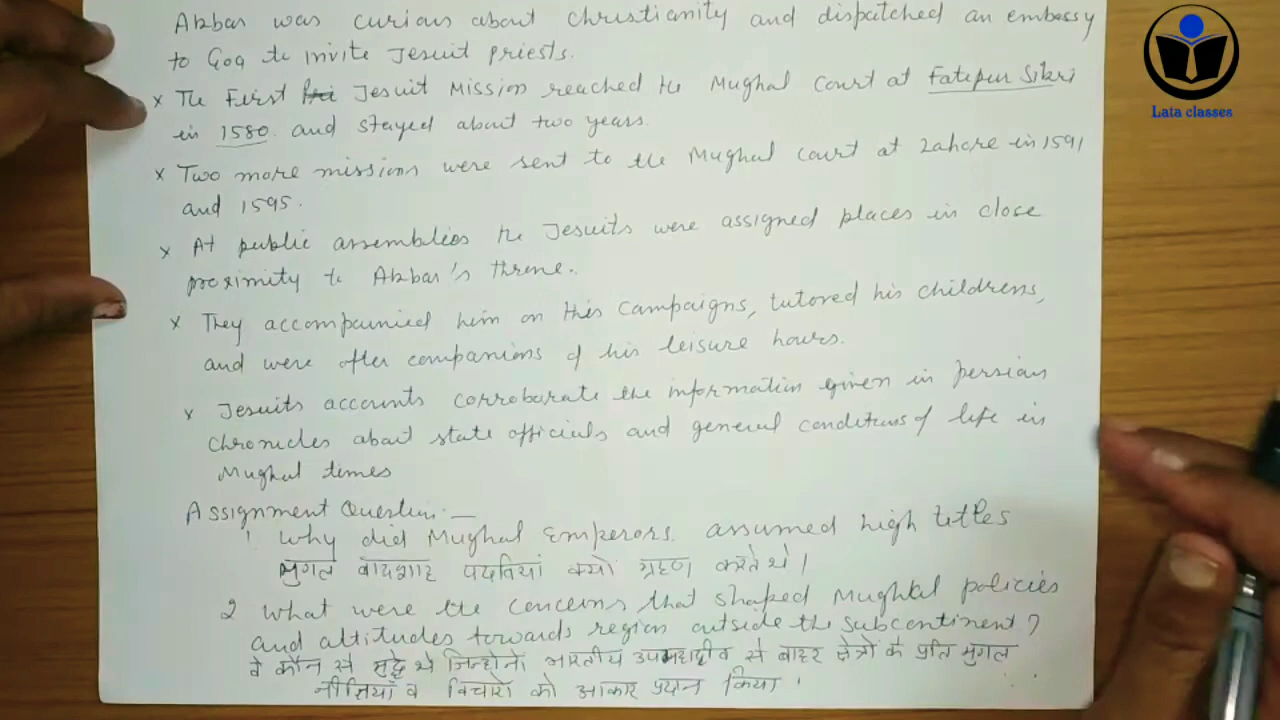 Akbar was curious about Christianity and dispatched an embassy
to Goa to invite Jesuit priests.
x The First Jesuit Mission reached the Mughal Court at Fatepur Sikri
in 1580. and stayed about two years.
x Two more missions were sent to the Mughal Court at Lahore in 1591
and 1595.
x At public assemblies the Jesuits were assigned places in close
proximity to Akbar's throne.
x They accompanied him on his campaigns, tutored his childrens,
and were often companions of his leisure hours.
x Jesuits accounts corroborate the information given in persian
chronicles about state officials and general conditions of life in
Mughal times
Assignment Question:—
1 Why did Mughal Emperors. assumed high titles
मुगल बादशाह पदवियां क्यों ग्रहण करते थे।
2 What were the concerns that shaped Mughal policies
and attitudes towards region outside the subcontinent?
वे कौन से मुद्दे थे जिन्होने भारतीय उपमहाद्वीप से बाहर क्षेत्रों के प्रति मुगल
नीतियों व विचारों को आकार प्रदान किया।
Lata classes